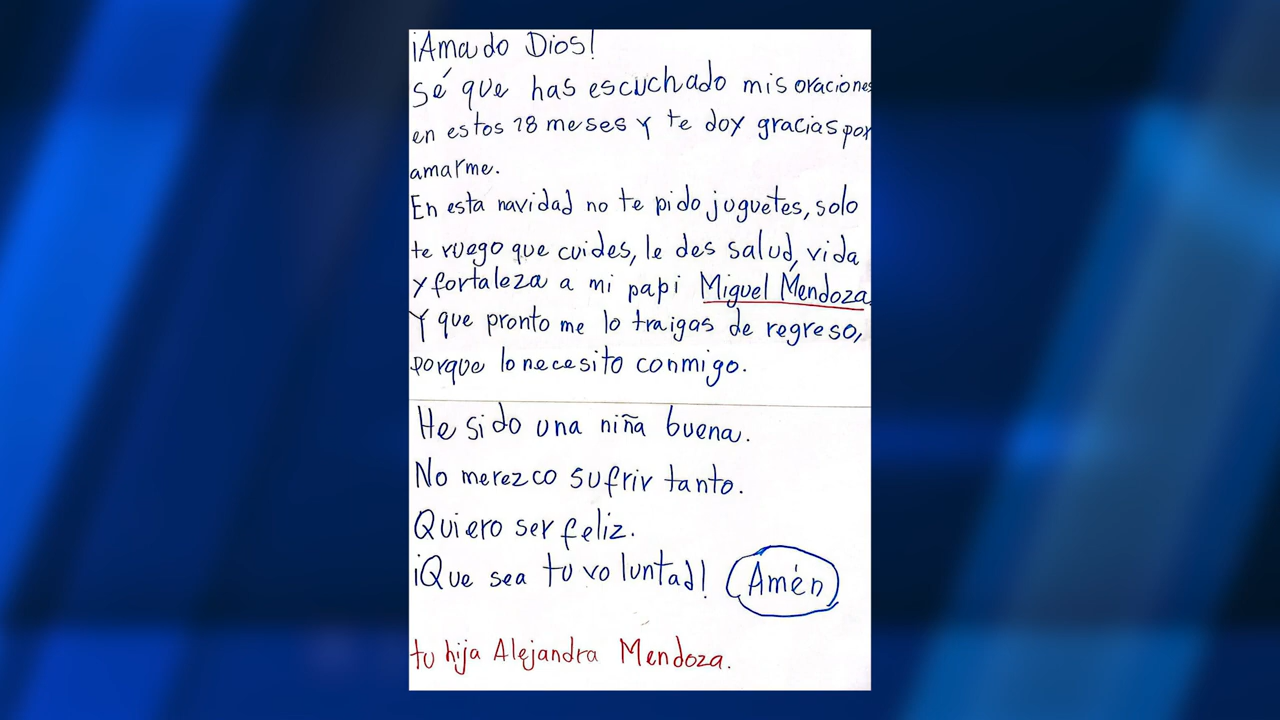 ¡Amado Dios!
Sé que has escuchado mis oraciones
en estos 18 meses y te doy gracias por
amarme.
En esta navidad no te pido juguetes, solo
te ruego que cuides, le des salud, vida
y fortaleza a mi papi Miguel Mendoza.
Y que pronto me lo traigas de regreso,
porque lo necesito conmigo.
He sido una niña buena.
No merezco sufrir tanto.
Quiero ser feliz.
¡Que sea tu voluntad! Amén
tu hija Alejandra Mendoza.